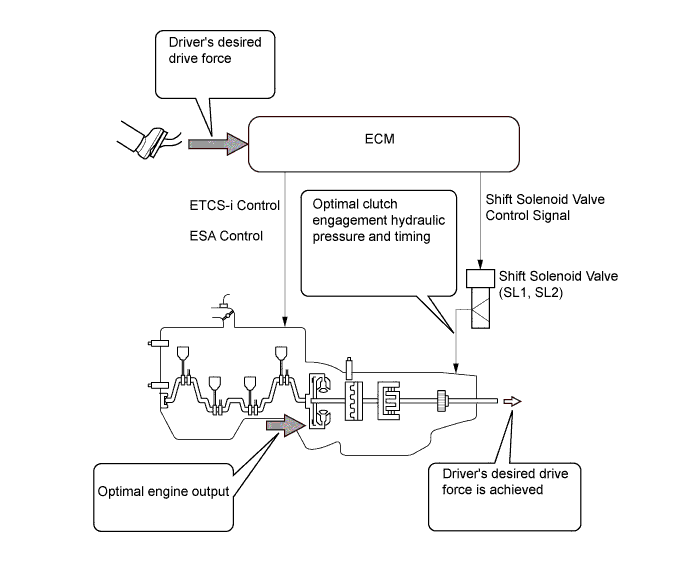 Driver's desired
drive force
ECM
ETCS-i Control
ESA Control
Optimal clutch
engagement hydraulic
pressure and timing
Shift Solenoid Valve
Control Signal
Shift Solenoid Valve
(SL1, SL2)
Optimal engine output
Driver's desired drive
force is achieved